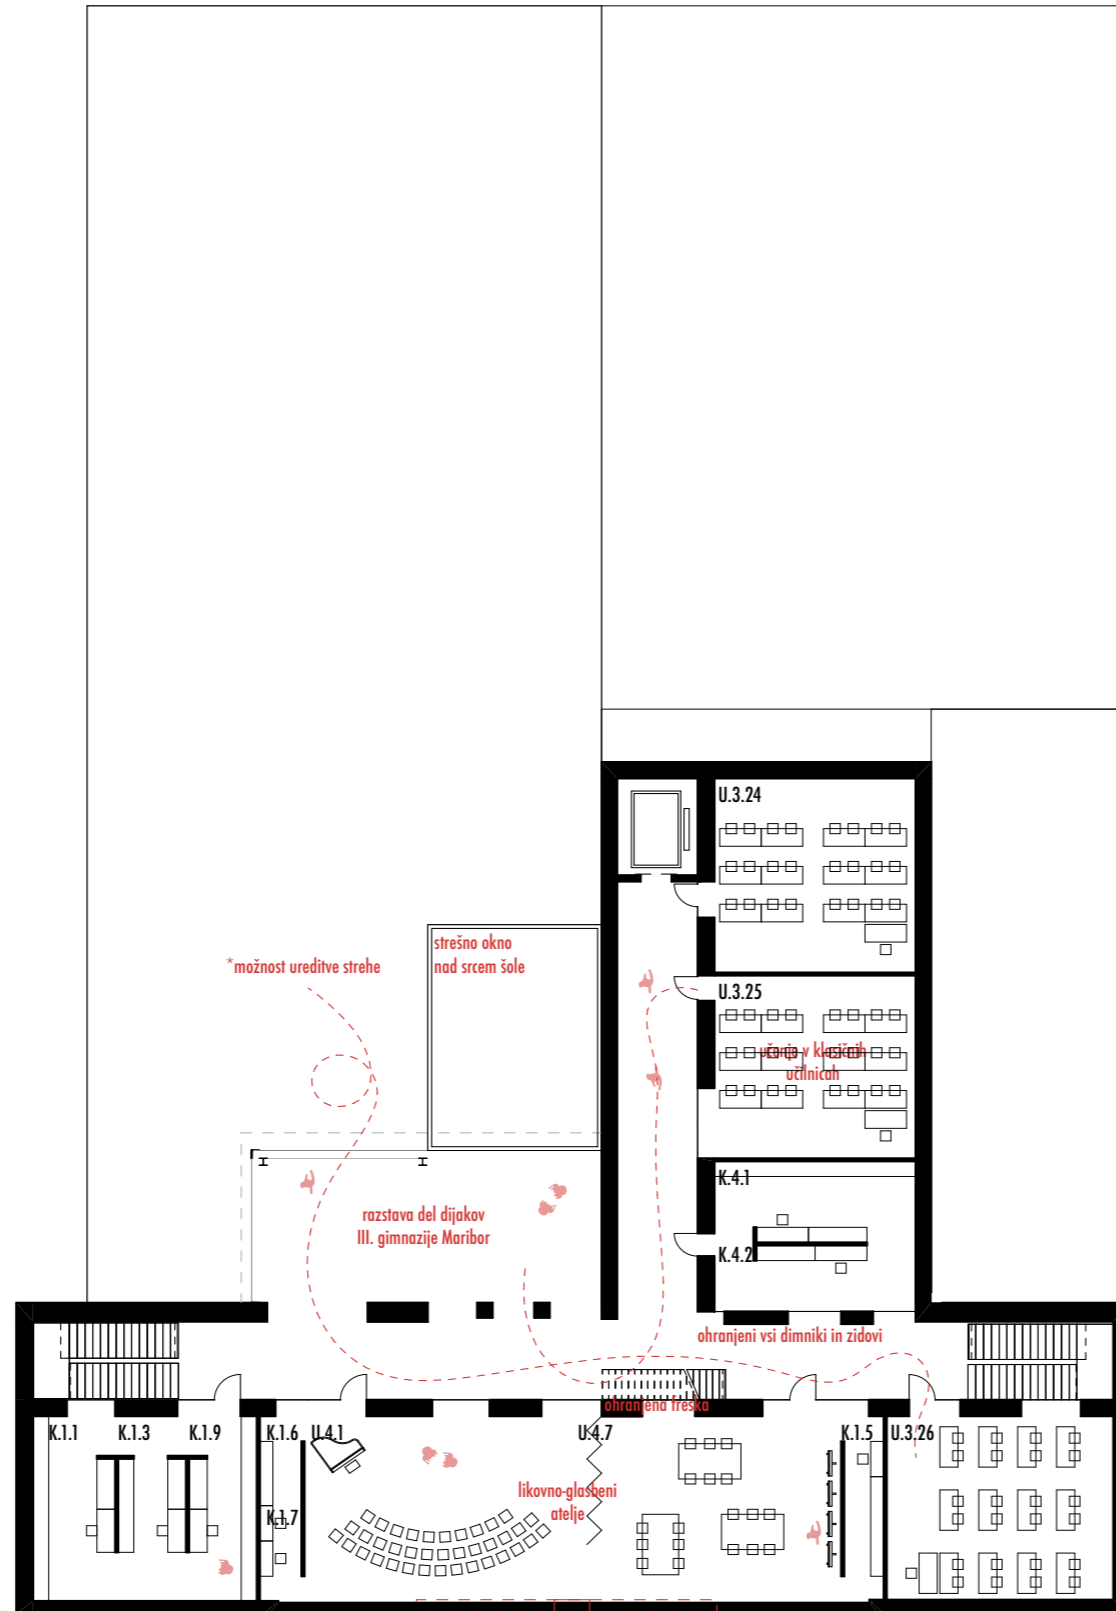 U.3.24
strešno okno
nad srcem šole
*možnost ureditve strehe
U.3.25
učenje v klasičnih
učilnicah
K.4.1
razstava del dijakov
III. gimnazije Maribor
K.4.2
ohranjeni vsi dimniki in zidovi
ohranjena freska
K.1.1
K.1.3
K.1.9
K.1.6
U.4.1
U.4.7
K.1.5
U.3.26
likovno-glasbeni
atelje
K.1.7